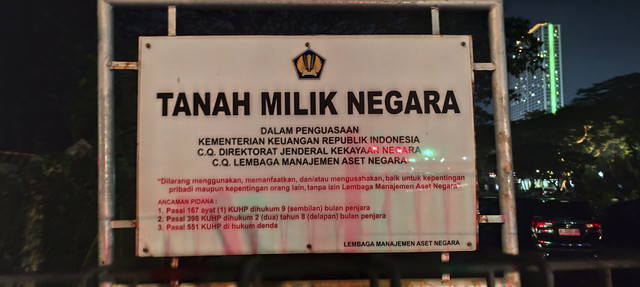 TANAH MILIK NEGARA
DALAM PENGUASAAN
KEMENTERIAN KEUANGAN REPUBLIK INDONESIA
C.Q. DIREKTORAT JENDERAL KEKAYAAN NEGARA
C.Q. LEMBAGA MANAJEMEN ASET NEGARA
"Dilarang menggunakan, memanfaatkan, dan/atau mengusahakan, baik untuk kepentingan
pribadi maupun kepentingan orang lain, tanpa izin Lembaga Manajemen Aset Negara"
ANCAMAN PIDANA :
1. Pasal 167 ayat (1) KUHP dihukum 9 (sembilan) bulan penjara
2. Pasal 398 KUHP dihukum 2 (dua) tahun 8 (delapan) bulan penjara
3. Pasal 551 KUHP di hukum denda
LEMBAGA MANAJEMEN ASET NEGARA